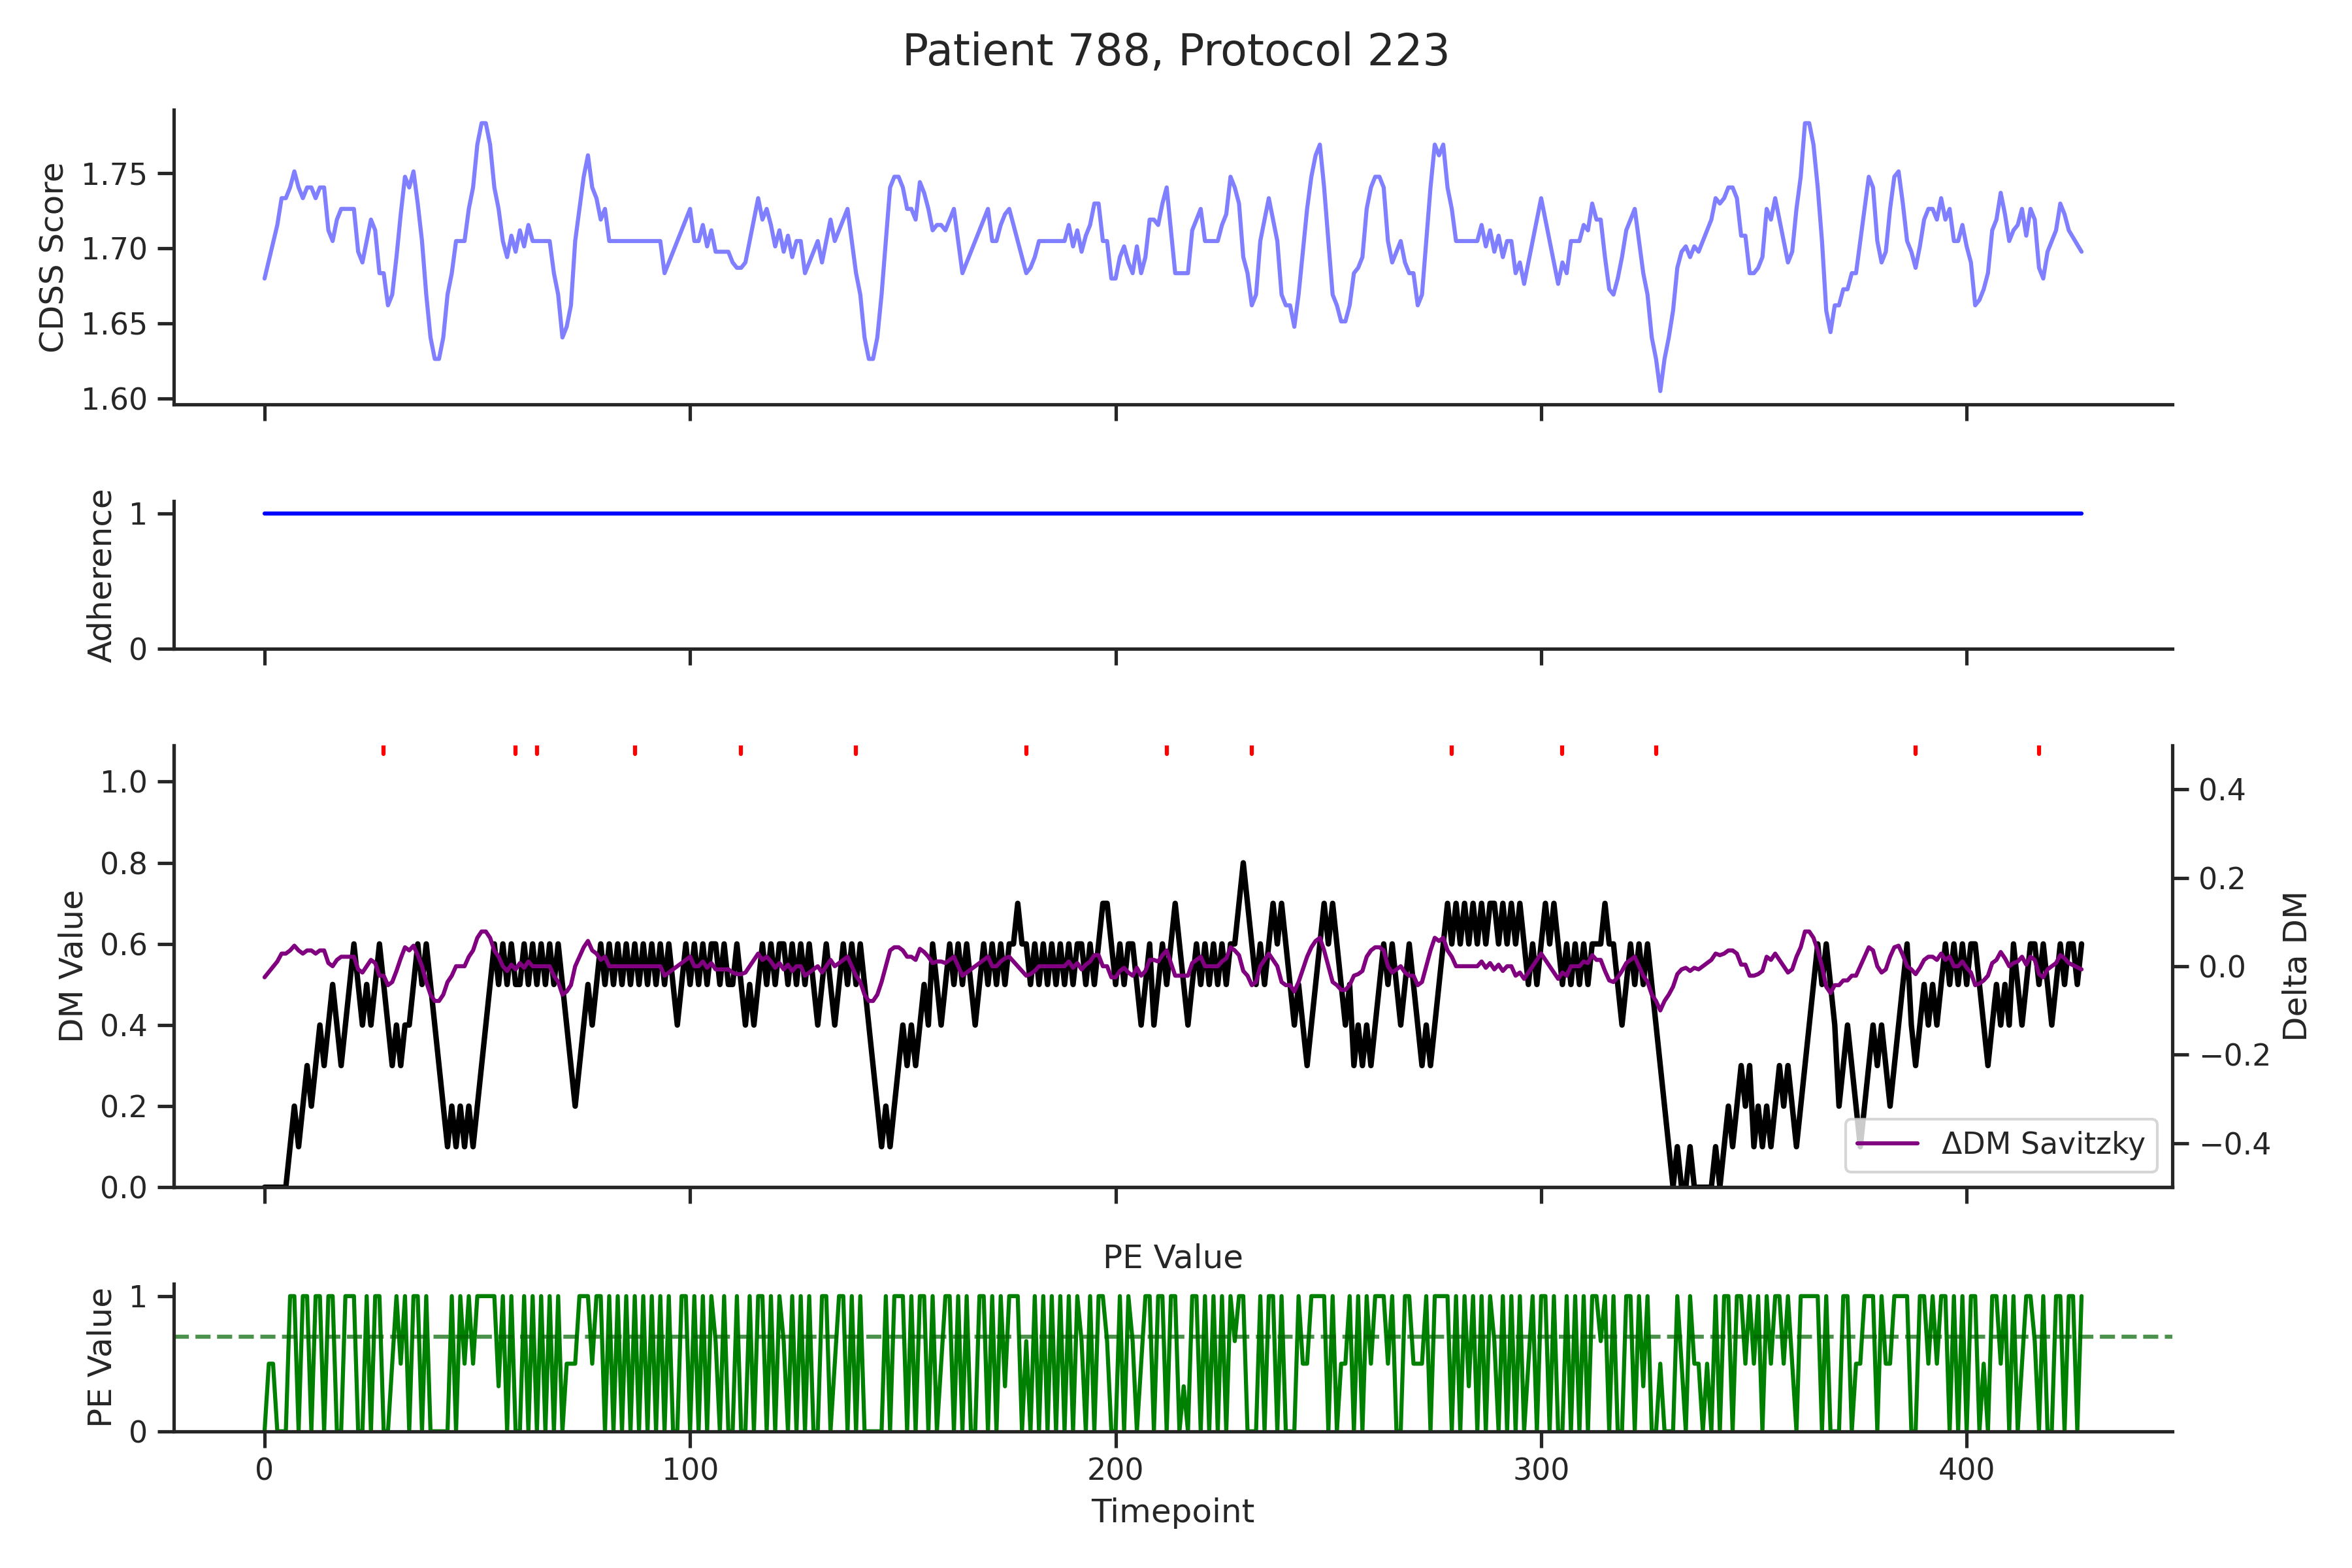 Patient 788, Protocol 223
CDSS Score
1.75
1.70
1.65
1.60
Adherence
1
0
DM Value
1.0
0.8
0.6
0.4
0.2
0.0
0.4
0.2
0.0
−0.2
−0.4
Delta DM
ΔDM Savitzky
PE Value
PE Value
1
0
0
100
200
300
400
Timepoint